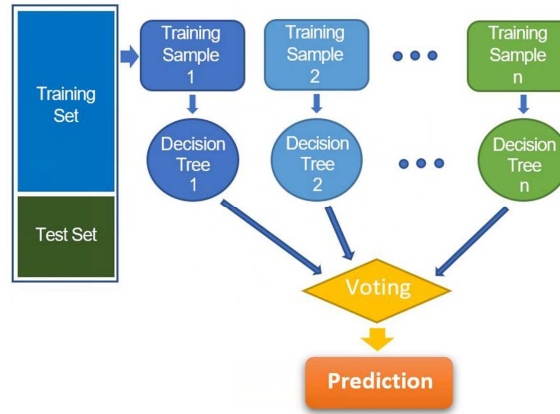 Training
Set
Test Set
Training
Sample
1
Training
Sample
2
Training
Sample
n
Decision
Tree
1
Decision
Tree
2
Decision
Tree
n
Voting
Prediction